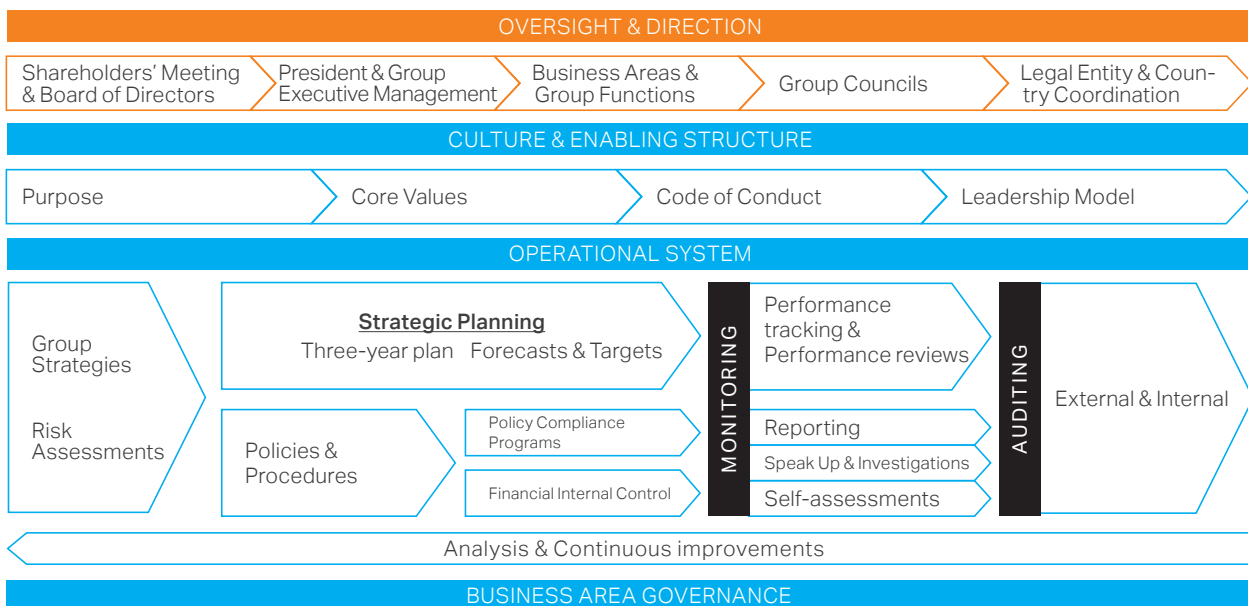 OVERSIGHT & DIRECTION
Shareholders' Meeting
& Board of Directors
President & Group
Executive Management
Business Areas &
Group Functions
Group Councils
Legal Entity & Coun-
try Coordination
CULTURE & ENABLING STRUCTURE
Purpose
Core Values
Code of Conduct
Leadership Model
OPERATIONAL SYSTEM
Group
Strategies
Risk
Assessments
Strategic Planning
Three-year plan Forecasts & Targets
Policies &
Procedures
Policy Compliance
Programs
Financial Internal Control
MONITORING
Performance
tracking &
Performance reviews
Reporting
Speak Up & Investigations
Self-assessments
AUDITING
External & Internal
Analysis & Continuous improvements
BUSINESS AREA GOVERNANCE